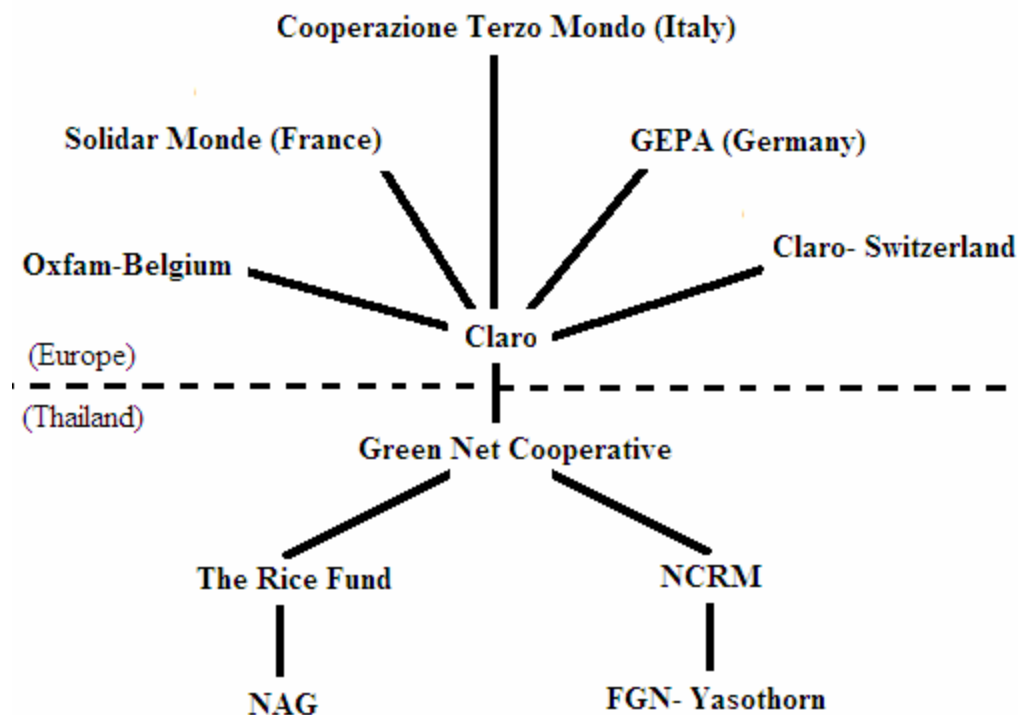 Cooperazione Terzo Mondo (Italy)
Solidar Monde (France)
GEPA (Germany)
Oxfam-Belgium
Claro- Switzerland
Claro
(Europe)
(Thailand)
Green Net Cooperative
The Rice Fund
NCRM
NAG
FGN- Yasothorn